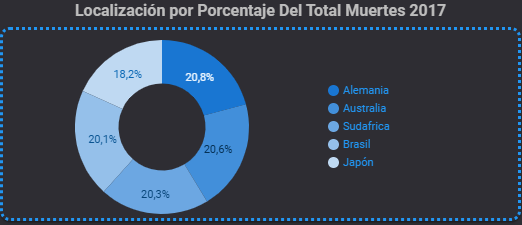 Localización por Porcentaje Del Total Muertes 2017
18,2%
20,8%
20,1%
20,6%
20,3%
Alemania
Australia
Sudafrica
Brasil
Japón